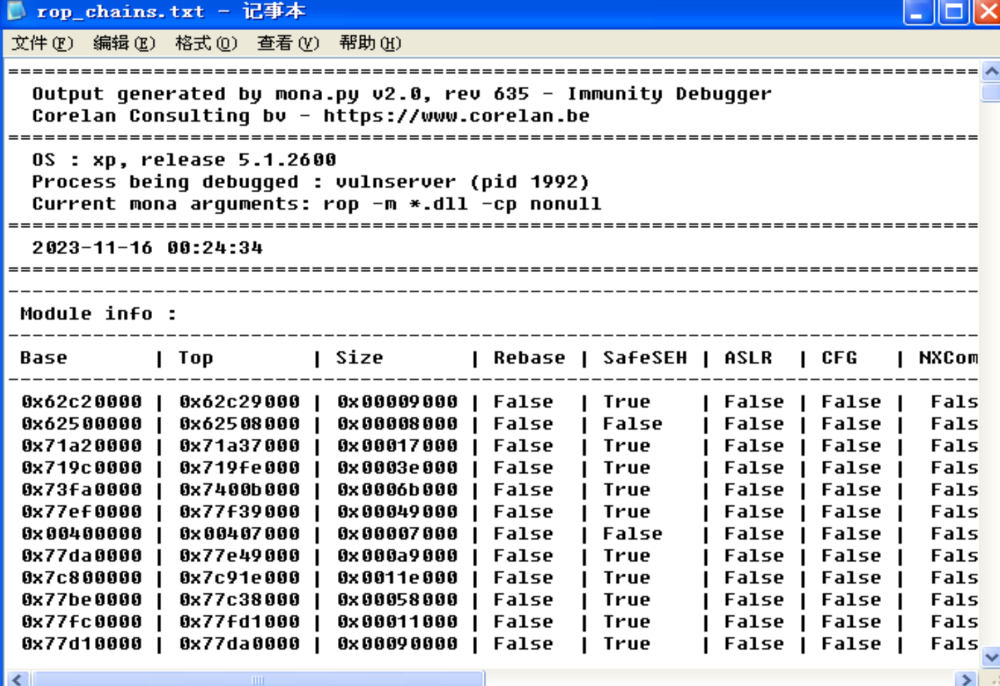 rop_chains.txt - 记事本
文件(F) 编辑(E) 格式(O) 查看(V) 帮助(H)
================================================================================
Output generated by mona.py v2.0, rev 635 - Immunity Debugger
Corelan Consulting bv - https://www.corelan.be
================================================================================
OS : xp, release 5.1.2600
Process being debugged : vulnserver (pid 1992)
Current mona arguments: rop -m *.dll -cp nonull
================================================================================
2023-11-16 00:24:34
================================================================================
--------------------------------------------------------------------------------
Module info :
--------------------------------------------------------------------------------
Base | Top | Size | Rebase | SafeSEH | ASLR | CFG | NXCom
--------------------------------------------------------------------------------
0x62c20000 | 0x62c29000 | 0x00009000 | False | True | False | False | Fals
0x62500000 | 0x62508000 | 0x00008000 | False | False | False | False | Fals
0x71a20000 | 0x71a37000 | 0x00017000 | False | True | False | False | Fals
0x719c0000 | 0x719fe000 | 0x0003e000 | False | True | False | False | Fals
0x73fa0000 | 0x7400b000 | 0x0006b000 | False | True | False | False | Fals
0x77ef0000 | 0x77f39000 | 0x00049000 | False | True | False | False | Fals
0x00400000 | 0x00407000 | 0x00007000 | False | False | False | False | Fals
0x77da0000 | 0x77e49000 | 0x000a9000 | False | True | False | False | Fals
0x7c800000 | 0x7c91e000 | 0x0011e000 | False | True | False | False | Fals
0x77be0000 | 0x77c38000 | 0x00058000 | False | True | False | False | Fals
0x77fc0000 | 0x77fd1000 | 0x00011000 | False | True | False | False | Fals
0x77d10000 | 0x77da0000 | 0x00090000 | False | True | False | False | Fals